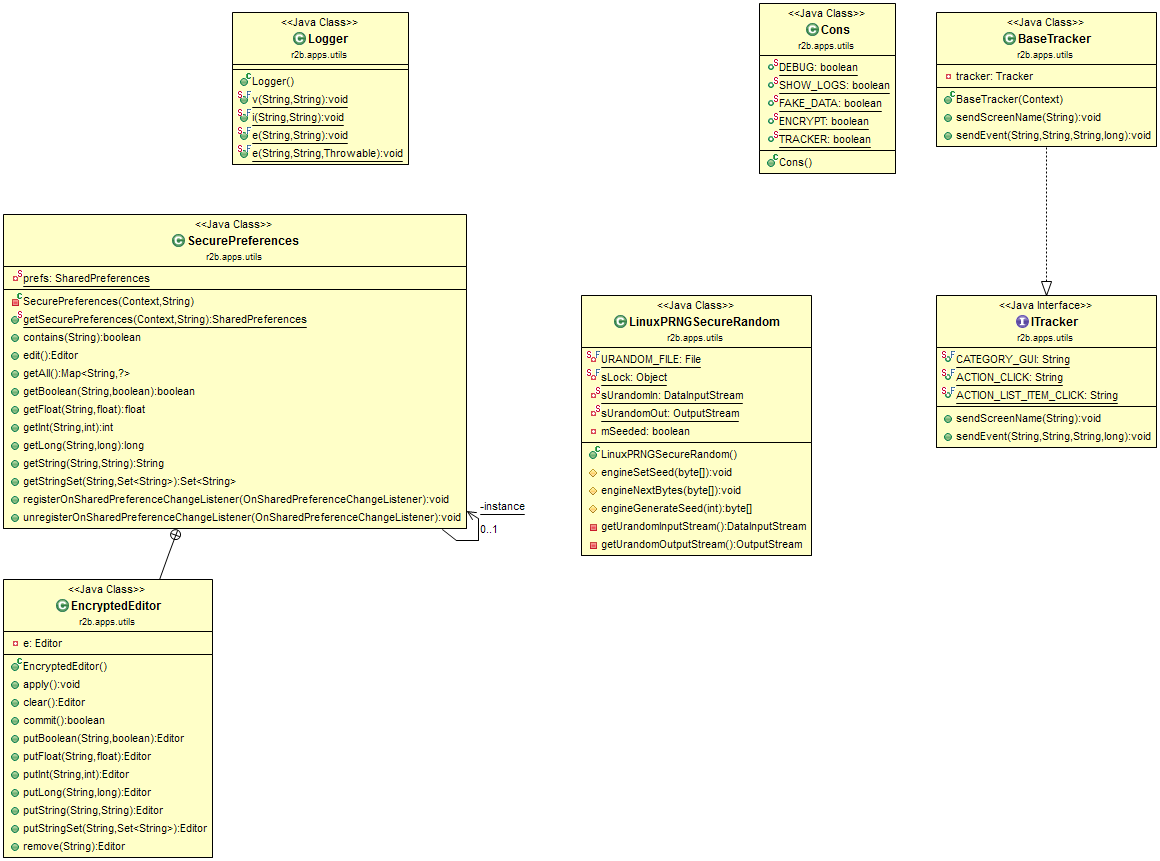 <<Java Class>>
Logger
r2b.apps.utils
Logger()
v(String,String):void
i(String,String):void
e(String,String):void
e(String,String,Throwable):void
<<Java Class>>
Cons
r2b.apps.utils
DEBUG: boolean
SHOW_LOGS: boolean
FAKE_DATA: boolean
ENCRYPT: boolean
TRACKER: boolean
Cons()
<<Java Class>>
BaseTracker
r2b.apps.utils
tracker: Tracker
BaseTracker(Context)
sendScreenName(String):void
sendEvent(String,String,String,long):void
<<Java Class>>
SecurePreferences
r2b.apps.utils
prefs: SharedPreferences
SecurePreferences(Context,String)
getSecurePreferences(Context,String):SharedPreferences
contains(String):boolean
edit():Editor
getAll():Map<String,?>
getBoolean(String,boolean):boolean
getFloat(String,float):float
getInt(String,int):int
getLong(String,long):long
getString(String,String):String
getStringSet(String,Set<String>):Set<String>
registerOnSharedPreferenceChangeListener(OnSharedPreferenceChangeListener):void
unregisterOnSharedPreferenceChangeListener(OnSharedPreferenceChangeListener):void
-instance
0..1
<<Java Class>>
LinuxPRNGSecureRandom
r2b.apps.utils
URANDOM_FILE: File
sLock: Object
sUrandomIn: DataInputStream
sUrandomOut: OutputStream
mSeeded: boolean
LinuxPRNGSecureRandom()
engineSetSeed(byte[]):void
engineNextBytes(byte[]):void
engineGenerateSeed(int):byte[]
getUrandomInputStream():DataInputStream
getUrandomOutputStream():OutputStream
<<Java Interface>>
ITracker
r2b.apps.utils
CATEGORY_GUI: String
ACTION_CLICK: String
ACTION_LIST_ITEM_CLICK: String
sendScreenName(String):void
sendEvent(String,String,String,long):void
<<Java Class>>
EncryptedEditor
r2b.apps.utils
e: Editor
EncryptedEditor()
apply():void
clear():Editor
commit():boolean
putBoolean(String,boolean):Editor
putFloat(String,float):Editor
putInt(String,int):Editor
putLong(String,long):Editor
putString(String,String):Editor
putStringSet(String,Set<String>):Editor
remove(String):Editor